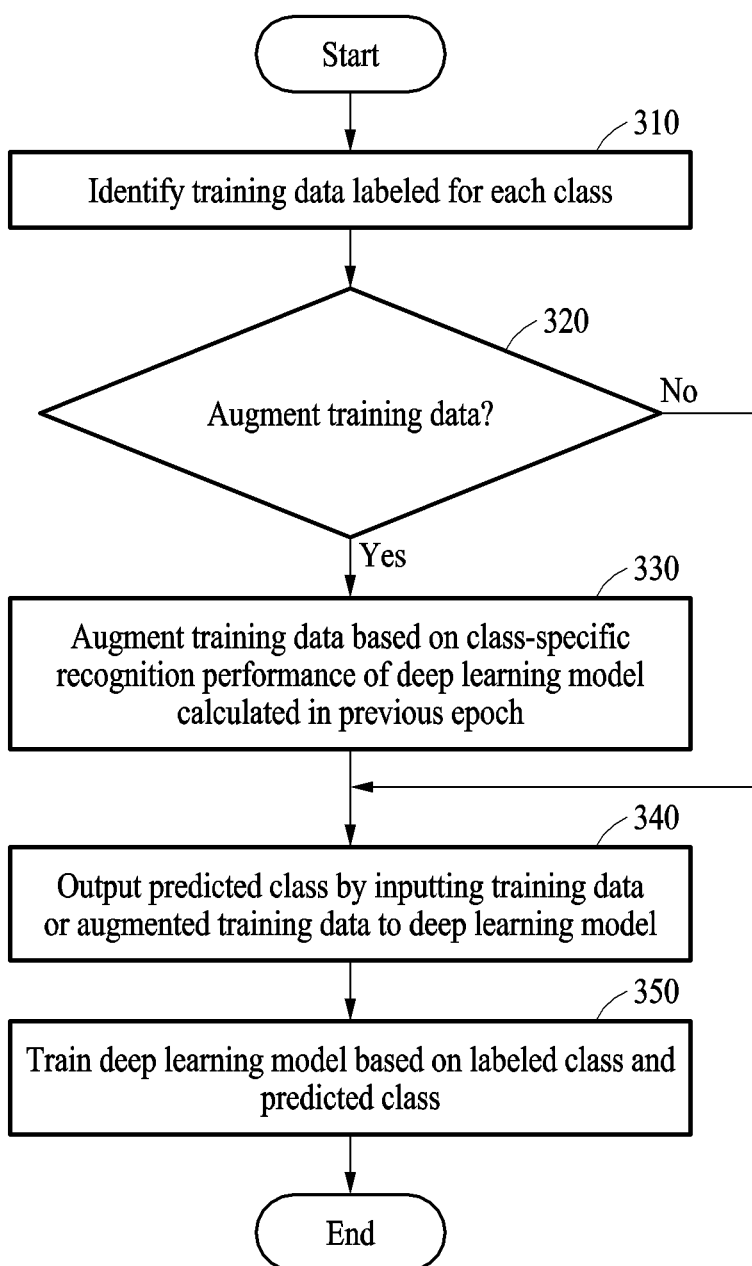 Start
310
Identify training data labeled for each class
320
Augment training data?
No
Yes
330
Augment training data based on class-specific
recognition performance of deep learning model
calculated in previous epoch
340
Output predicted class by inputting training data
or augmented training data to deep learning model
350
Train deep learning model based on labeled class and
predicted class
End